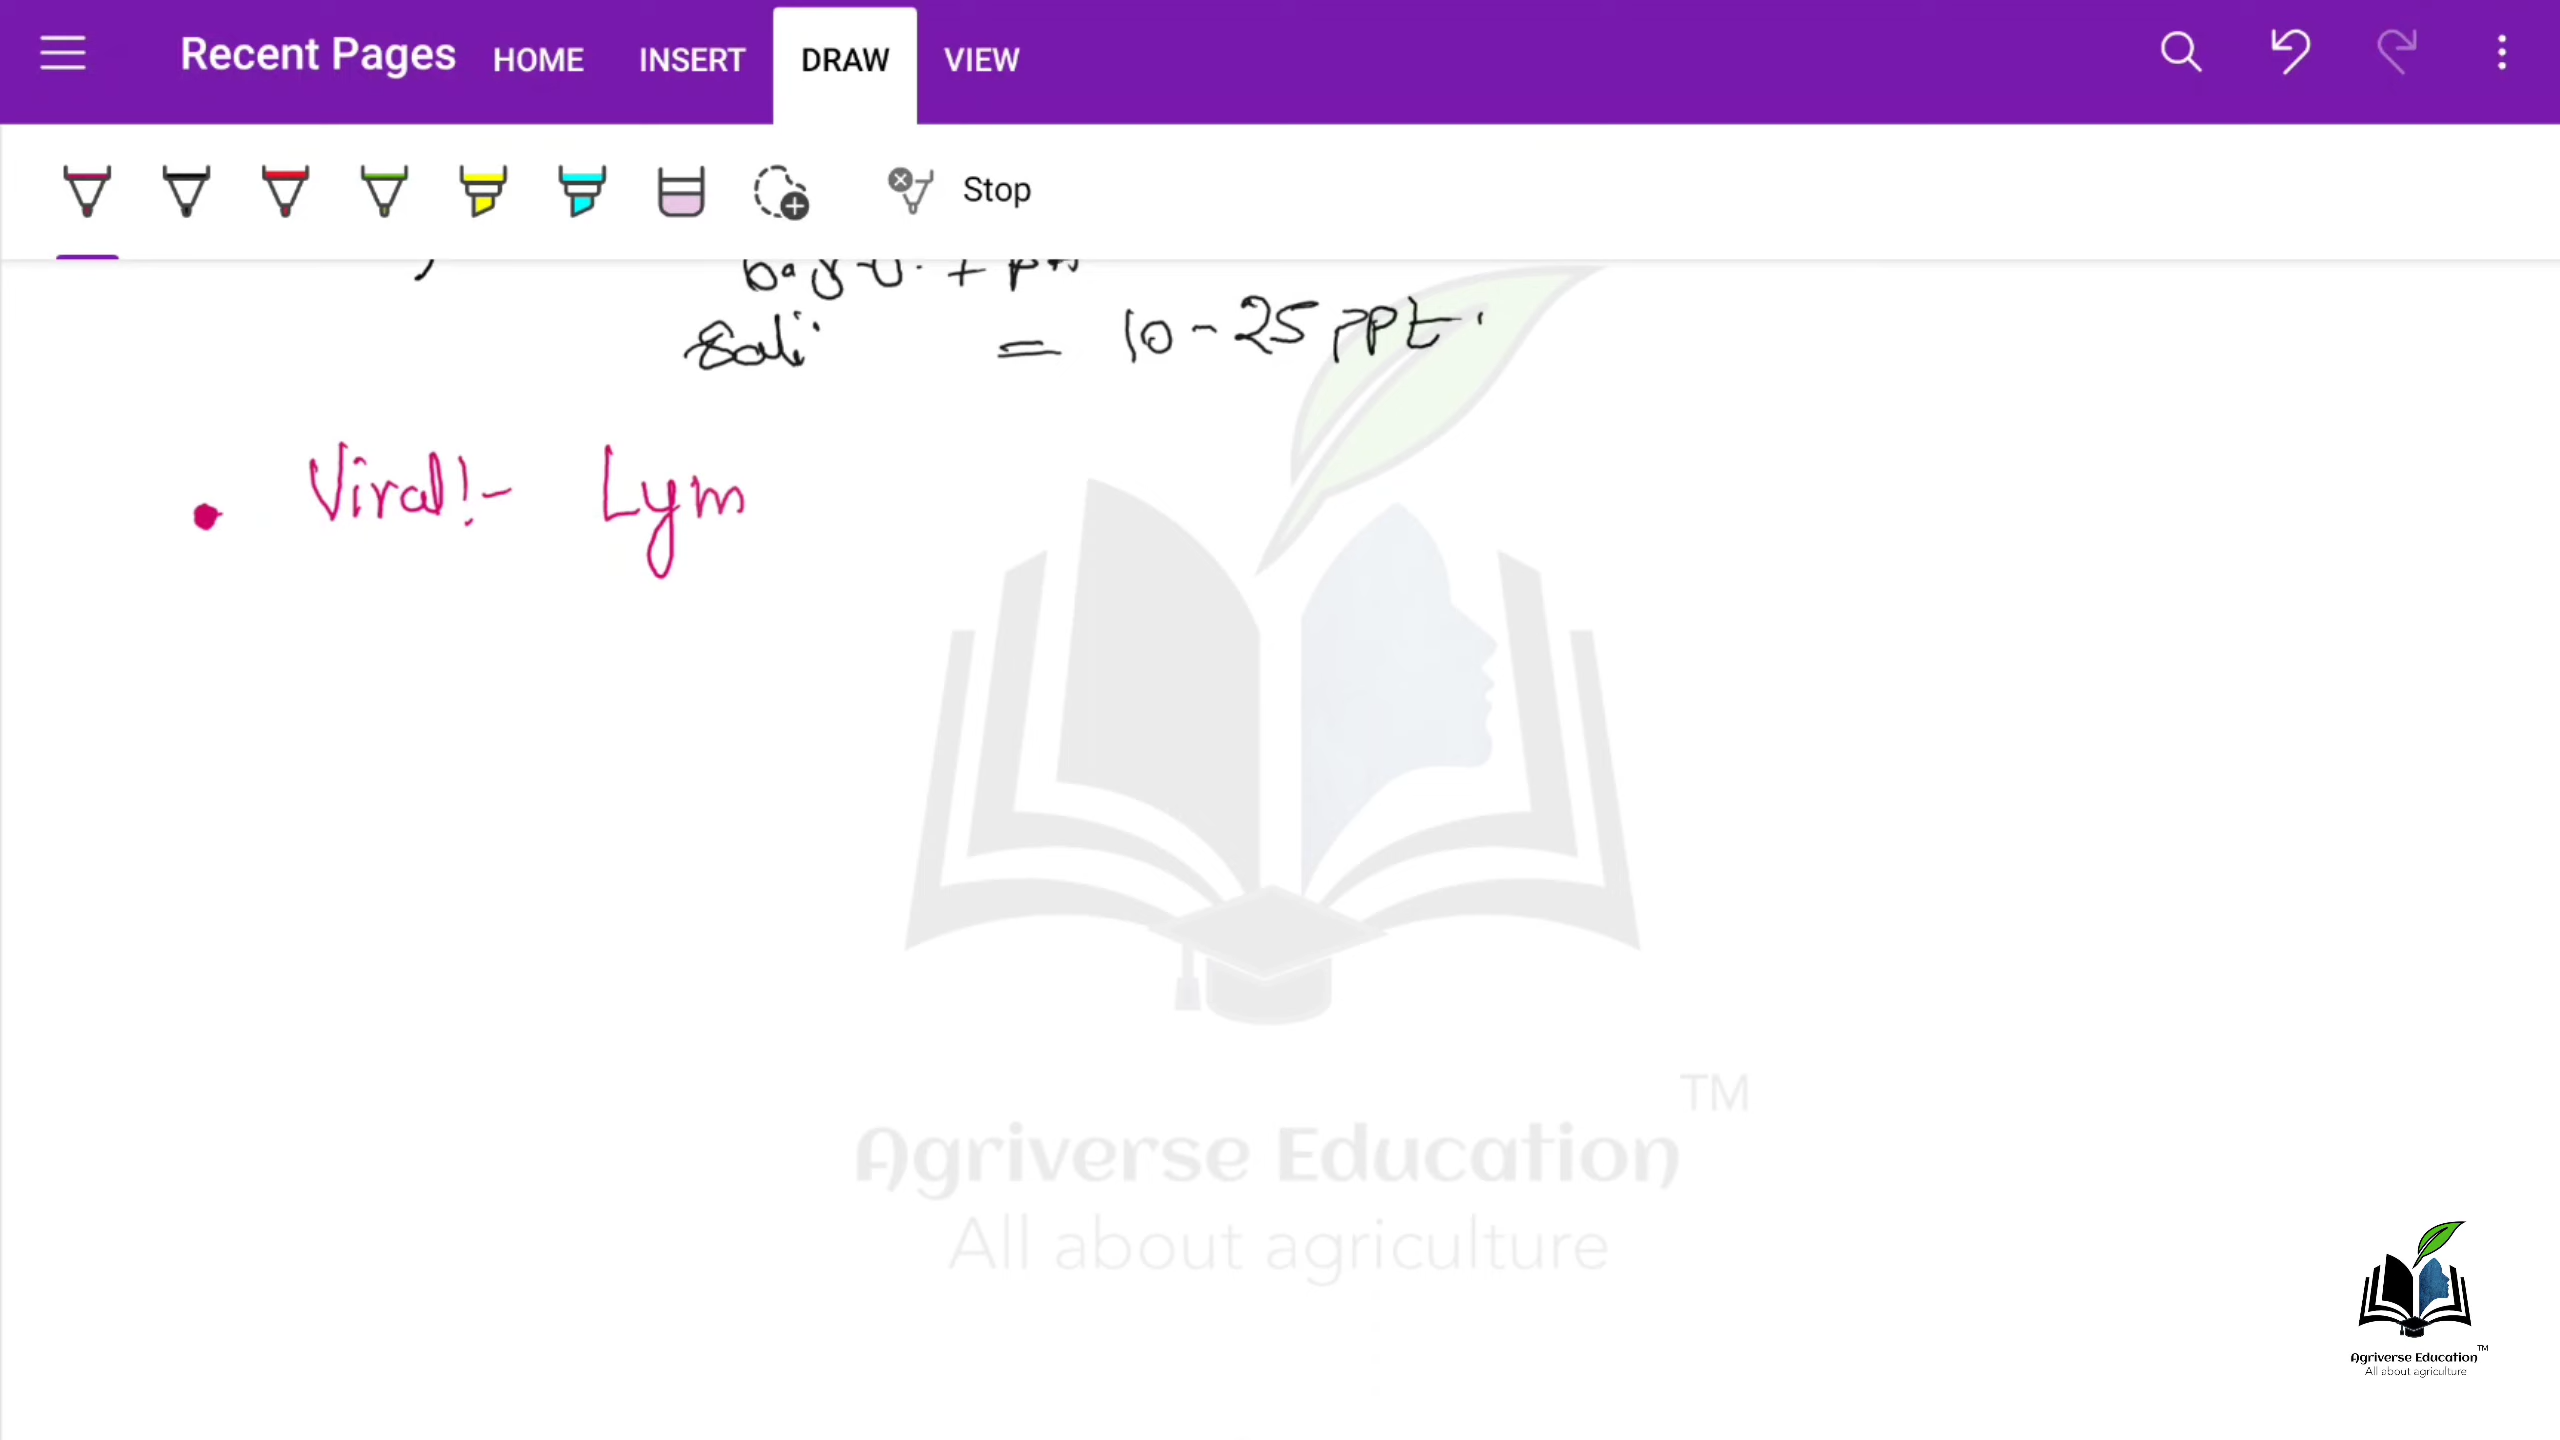 Recent Pages HOME INSERT DRAW VIEW
Stop
Sali = 10-25 ppt.
Viral:- Lym
TM
Agriverse Education
All about agriculture
TM
Agriverse Education
All about agriculture